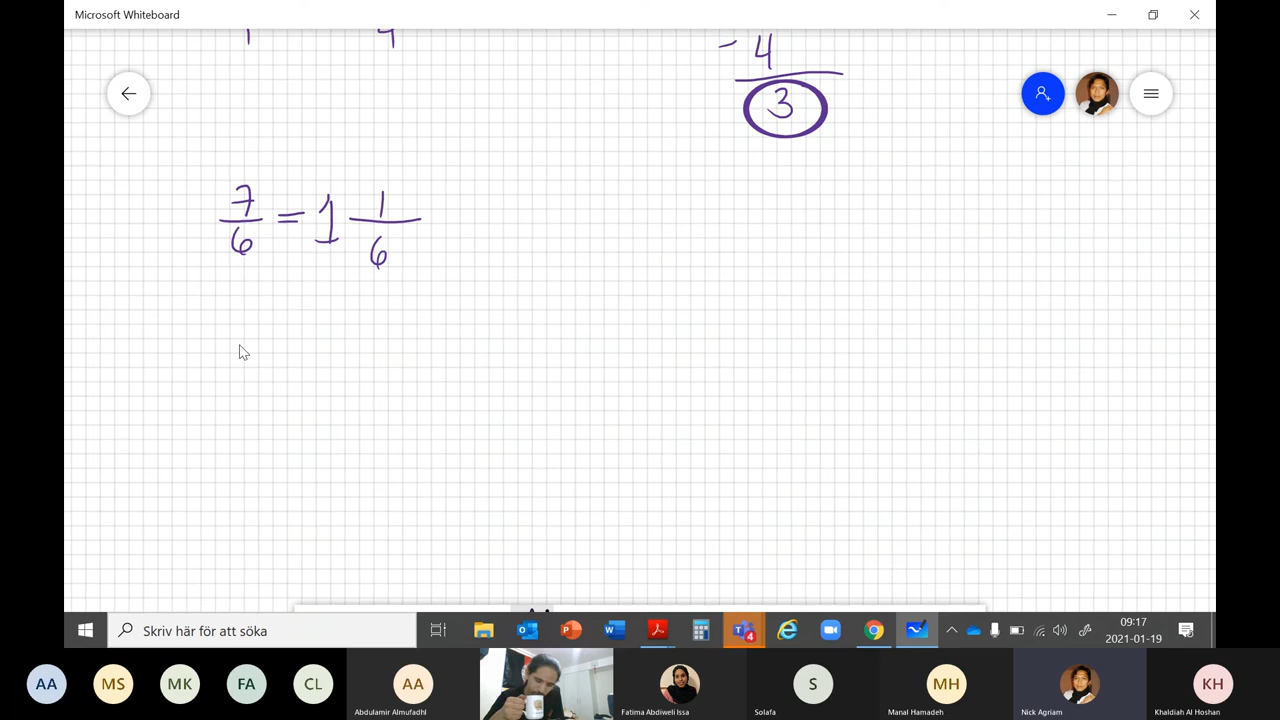 Microsoft Whiteboard
- 4
3
7/6 = 1 1/6
Skriv här för att söka
4
09:17
2021-01-19
AA
MS
MK
FA
CL
AA
S
MH
KH
Abdulamir Almufadhl
Fatima Abdiweli Issa
Solafa
Manal Hamadeh
Nick Agriam
Khaldiah Al Hoshan